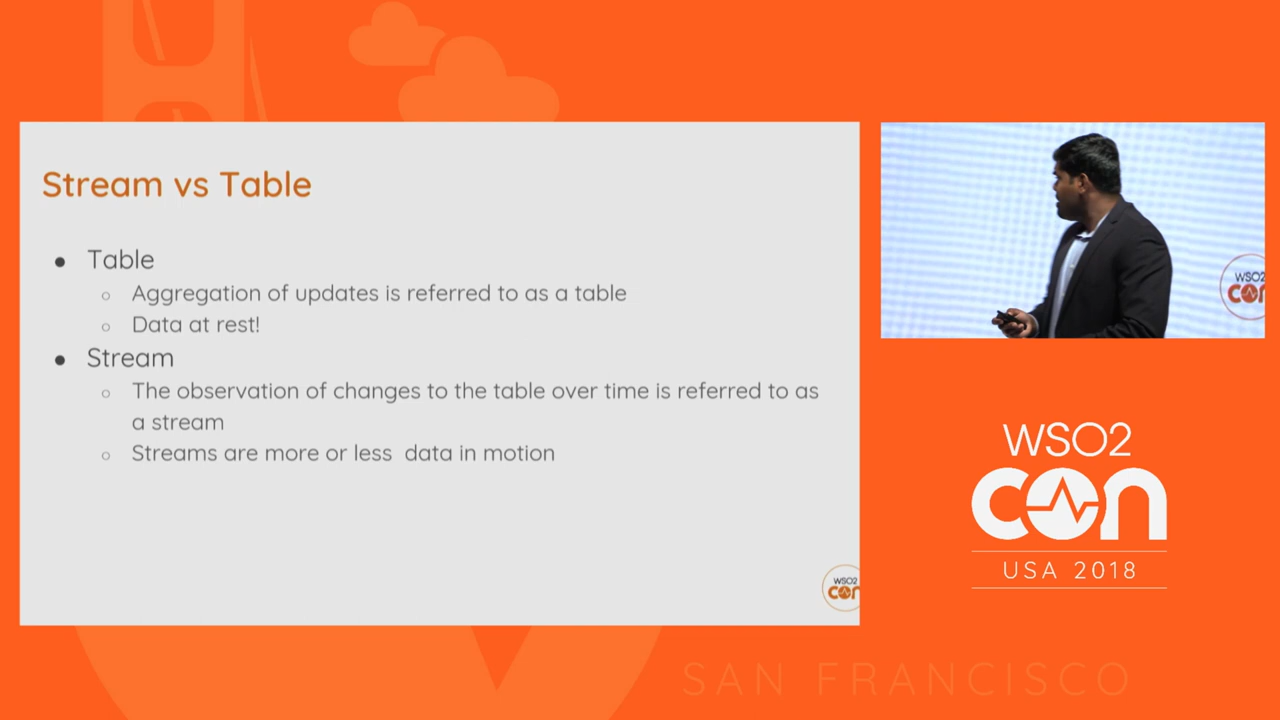 Stream vs Table
● Table
○ Aggregation of updates is referred to as a table
○ Data at rest!
● Stream
○ The observation of changes to the table over time is referred to as
a stream
○ Streams are more or less  data in motion
WSO2
con
WSO2
con
WSO2
con
USA 2018
SAN FRANCISCO